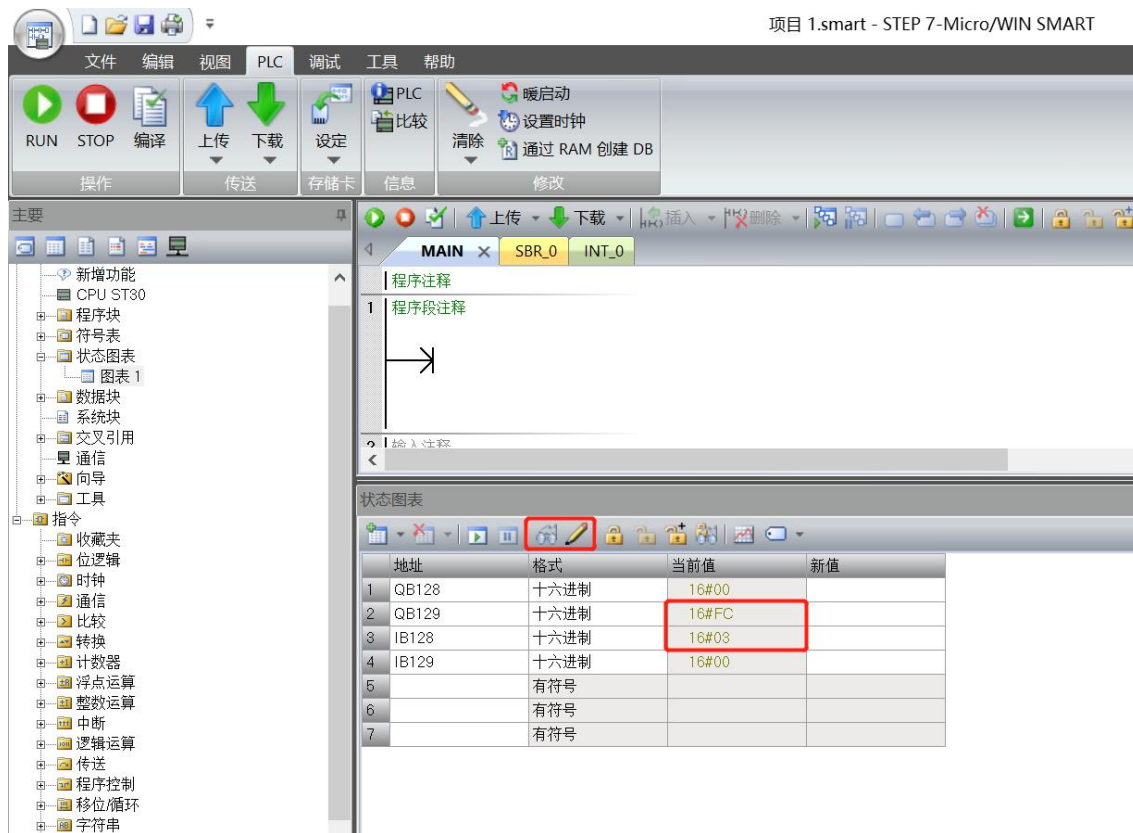 项目 1.smart - STEP 7-Micro/WIN SMART
文件 编辑 视图 PLC 调试 工具 帮助
RUN STOP 编译 上传 下载 设定 PLC 比较 清除 暖启动 设置时钟 通过 RAM 创建 DB
操作 传送 存储卡 信息 修改
主要
新增功能
CPU ST30
程序块
符号表
状态图表
图表 1
数据块
系统块
交叉引用
通信
向导
工具
指令
收藏夹
位逻辑
时钟
通信
比较
转换
计数器
浮点运算
整数运算
中断
逻辑运算
传送
程序控制
移位/循环
字符串
上传 下载 插入 删除
MAIN SBR_0 INT_0
程序注释
1 程序段注释
2 输入注释
状态图表
地址 格式 当前值 新值
1 QB128 十六进制 16#00
2 QB129 十六进制 16#FC
3 IB128 十六进制 16#03
4 IB129 十六进制 16#00
5 有符号
6 有符号
7 有符号